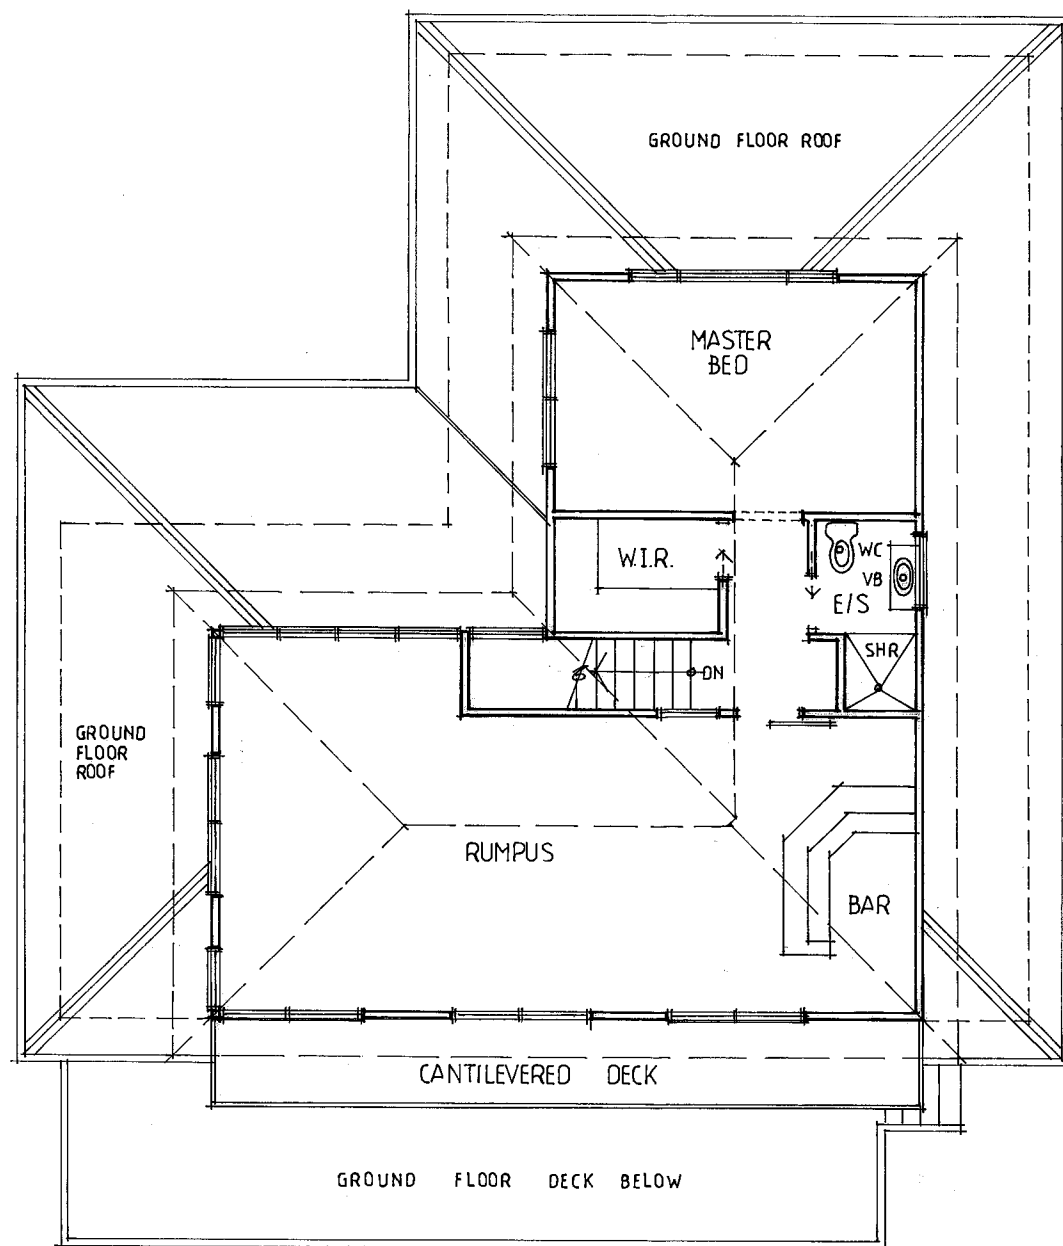 GROUND FLOOR ROOF
MASTER
BED
W.I.R.
WC
VB
E/S
SHR
DN
GROUND
FLOOR
ROOF
RUMPUS
BAR
CANTILEVERED DECK
GROUND FLOOR DECK BELOW